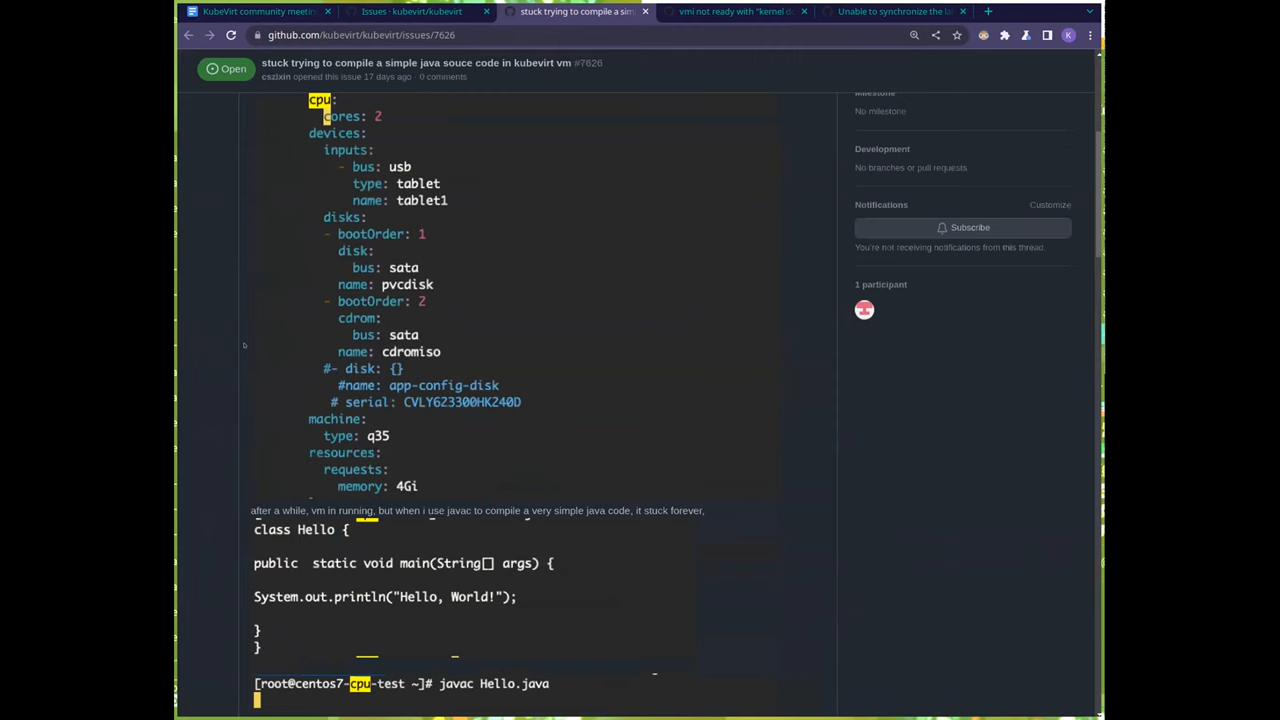 KubeVirt community meetin
Issues · kubevirt/kubevirt
stuck trying to compile a sim
vmi not ready with "kernel do
Unable to synchronize the la
github.com/kubevirt/kubevirt/issues/7626
K
Open
stuck trying to compile a simple java souce code in kubevirt vm #7626
cszlxin opened this issue 17 days ago · 0 comments
cpu:
cores: 2
devices:
inputs:
- bus: usb
type: tablet
name: tablet1
disks:
- bootOrder: 1
disk:
bus: sata
name: pvcdisk
- bootOrder: 2
cdrom:
bus: sata
name: cdromiso
#- disk: {}
#name: app-config-disk
# serial: CVLY623300HK240D
machine:
type: q35
resources:
requests:
memory: 4Gi
after a while, vm in running, but when i use javac to compile a very simple java code, it stuck forever,
class Hello {
public static void main(String[] args) {
System.out.println("Hello, World!");
}
}
[root@centos7-cpu-test ~]# javac Hello.java
Milestone
No milestone
Development
No branches or pull requests
Notifications
Customize
Subscribe
You're not receiving notifications from this thread.
1 participant